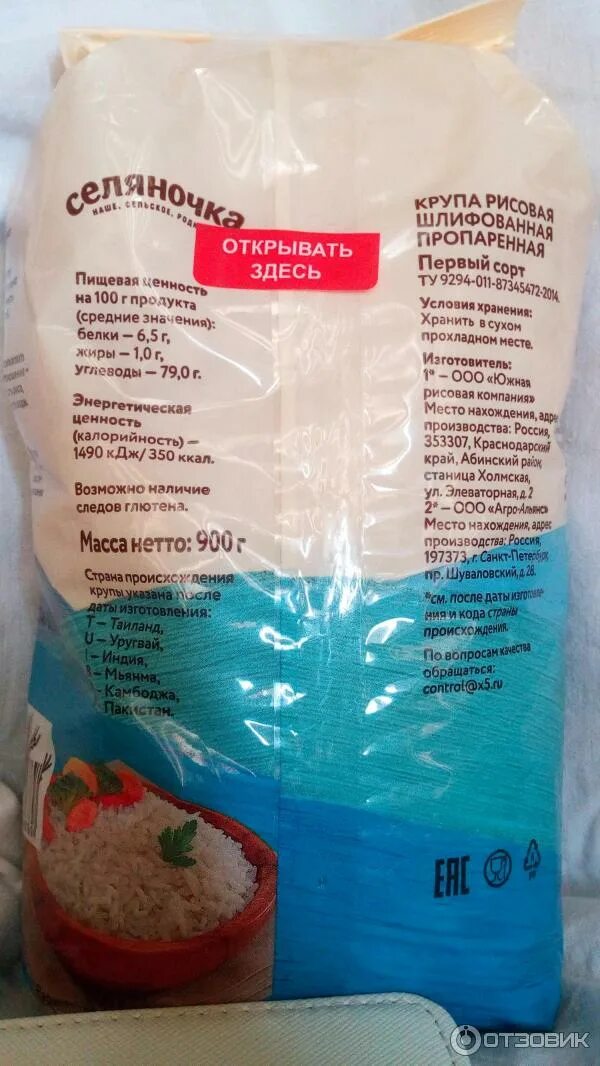 селяночка
НАШЕ, СЕЛЬСКОЕ,
ОТКРЫВАТЬ
ЗДЕСЬ
Пищевая ценность
на 100 г продукта
(средние значения):
белки — 6,5 г,
жиры — 1,0 г,
углеводы — 79,0 г.
Энергетическая
ценность
(калорийность) —
1490 кДж/ 350 ккал.
Возможно наличие
следов глютена.
Масса нетто: 900 г
Страна происхождения
крупы указана после
даты изготовления:
T – Таиланд,
U – Уругвай,
I – Индия,
– Мьянма,
– Камбоджа,
Пакистан.
КРУПА РИСОВАЯ
ШЛИФОВАННАЯ
ПРОПАРЕННАЯ
Первый сорт
ТУ 9294-011-87345472-2014
Условия хранения:
Хранить в сухом
прохладном месте.
Изготовитель:
1* – ООО «Южная
рисовая компания»
Место нахождения, адрес
производства: Россия,
353307, Краснодарский
край, Абинский район,
станица Холмская,
ул. Элеваторная, д. 2
2* – ООО «Агро-Альянс»
Место нахождения, адрес
производства: Россия,
197373, г. Санкт-Петербург,
пр. Шуваловский, д. 28.
*см. после даты изготовле-
ния и кода страны
происхождения.
По вопросам качества
обращаться:
control@x5.ru
EAC
ОТЗОВИК